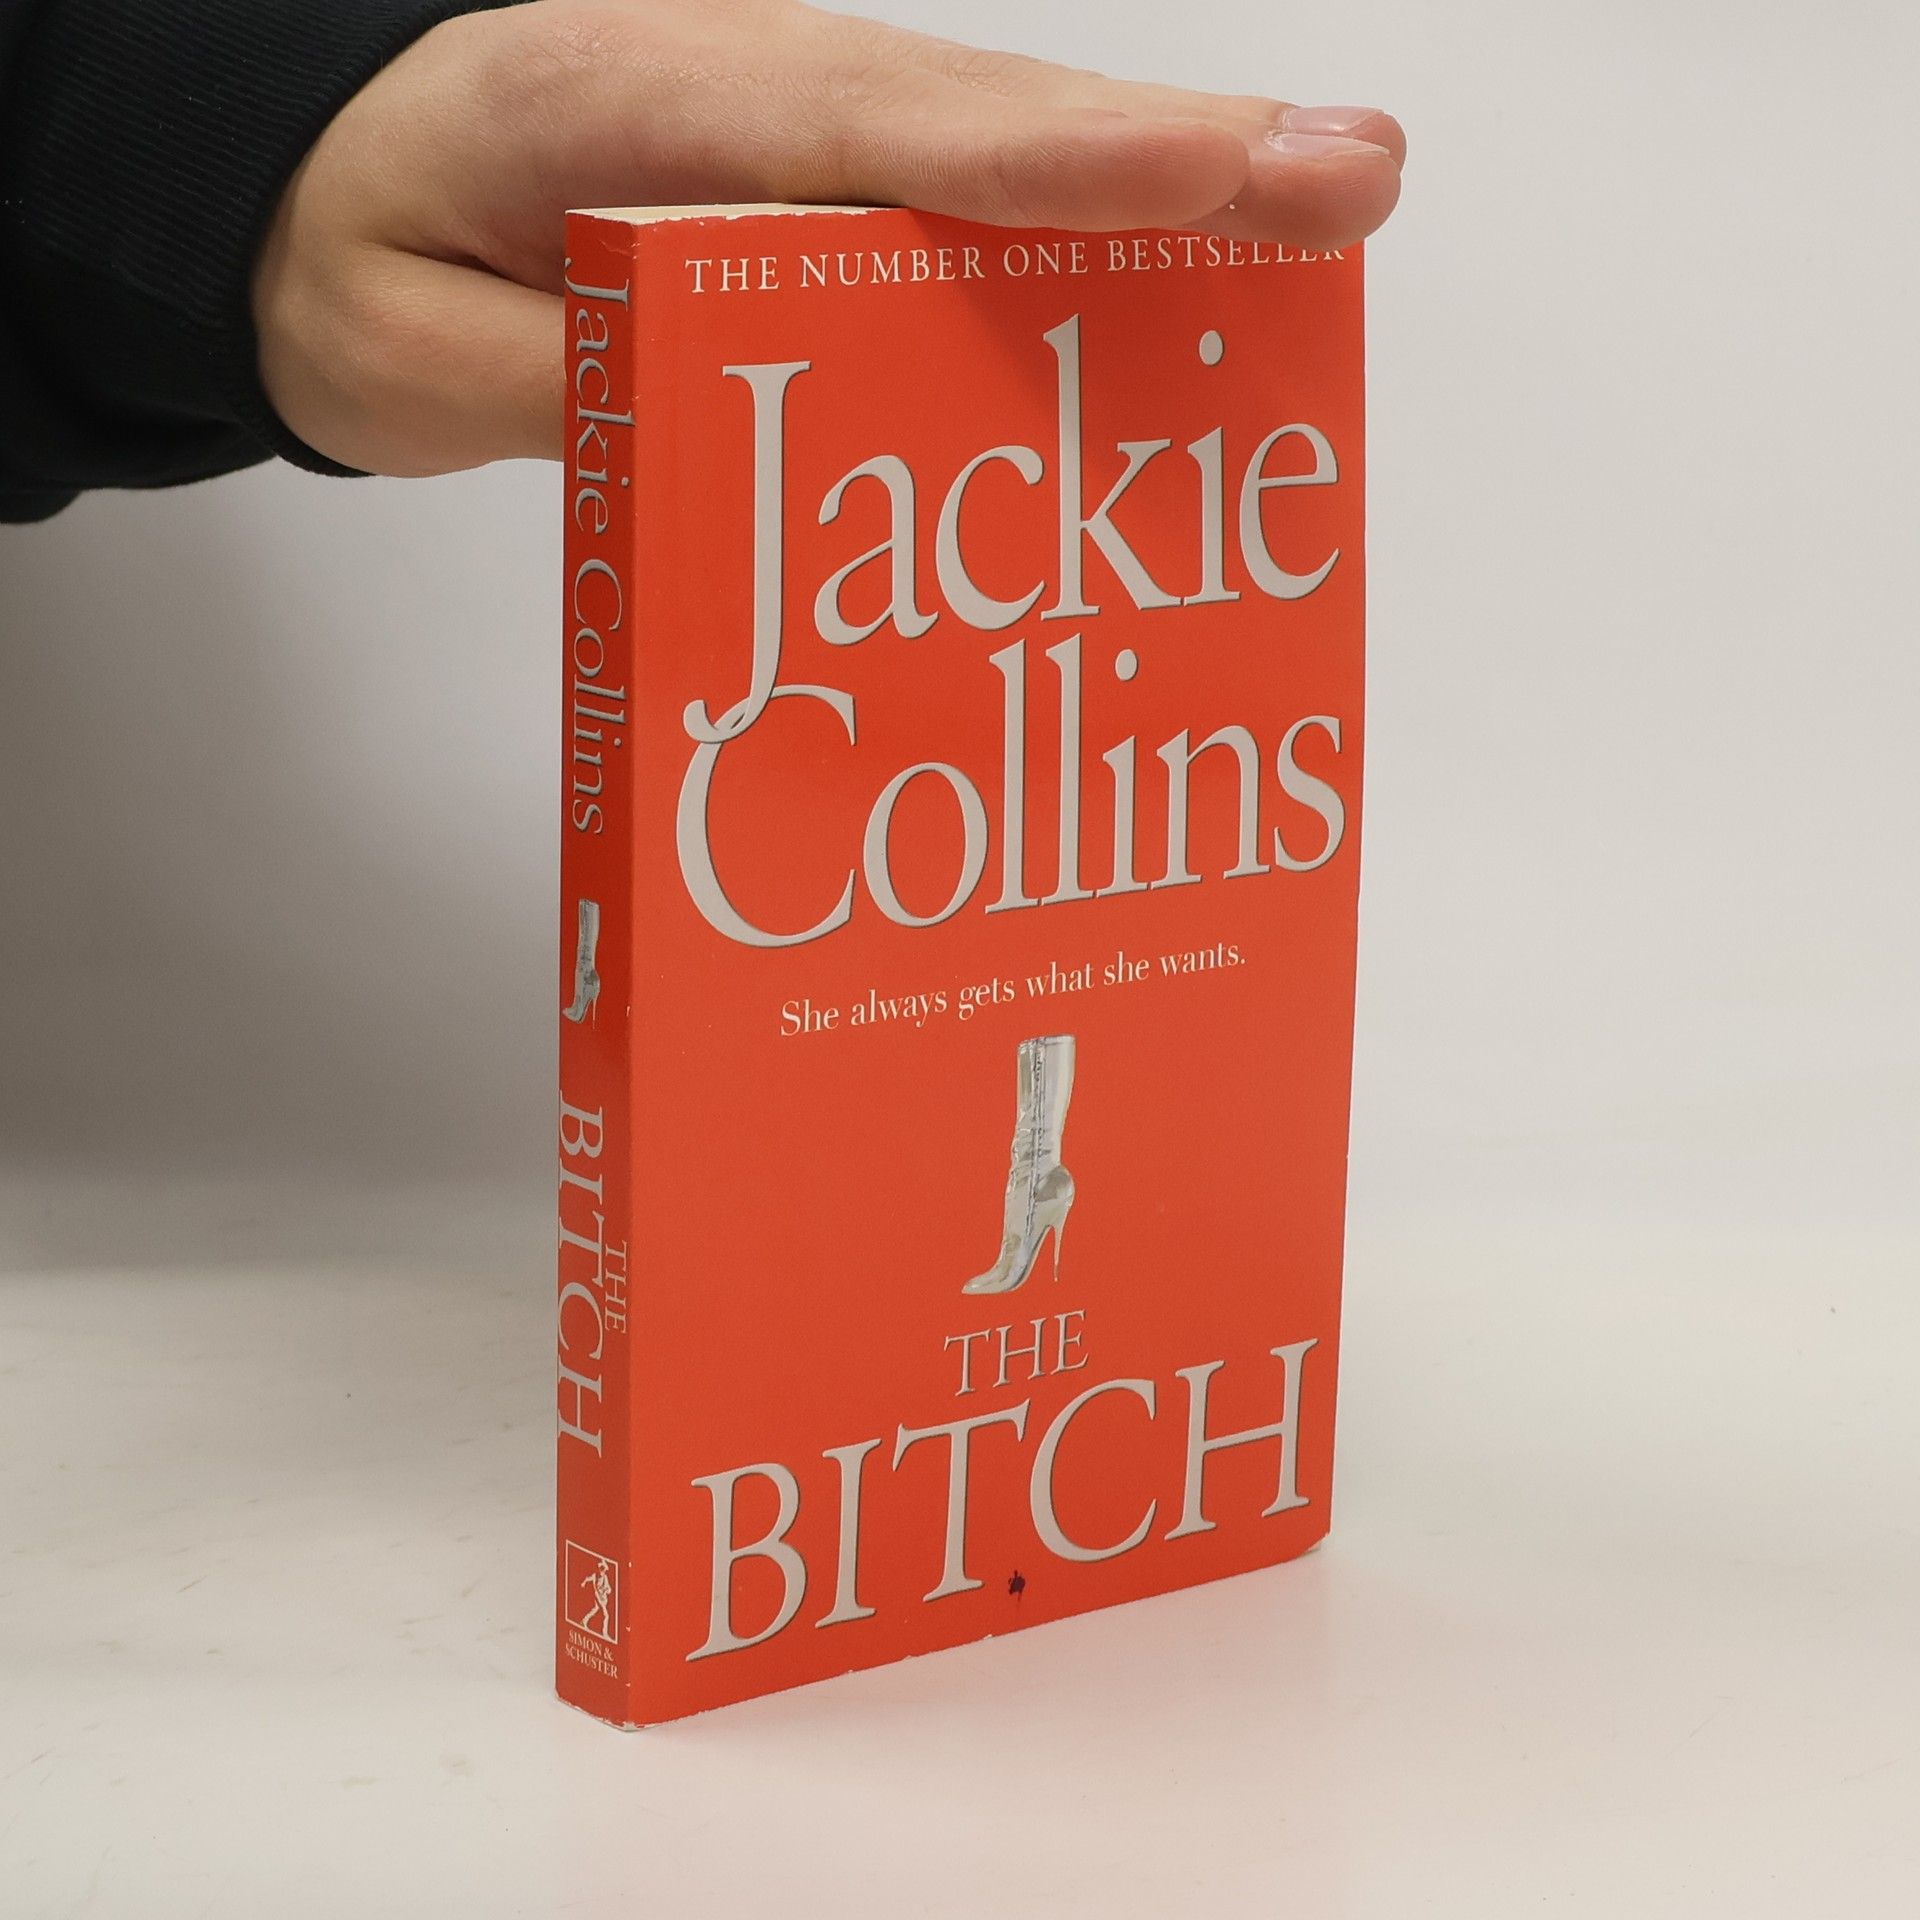 THE NUMBER ONE BESTSELLER
Jackie
Collins
She always gets what she wants.
THE
BITCH
Jackie Collins
THE
BITCH
SIMON &
SCHUSTER